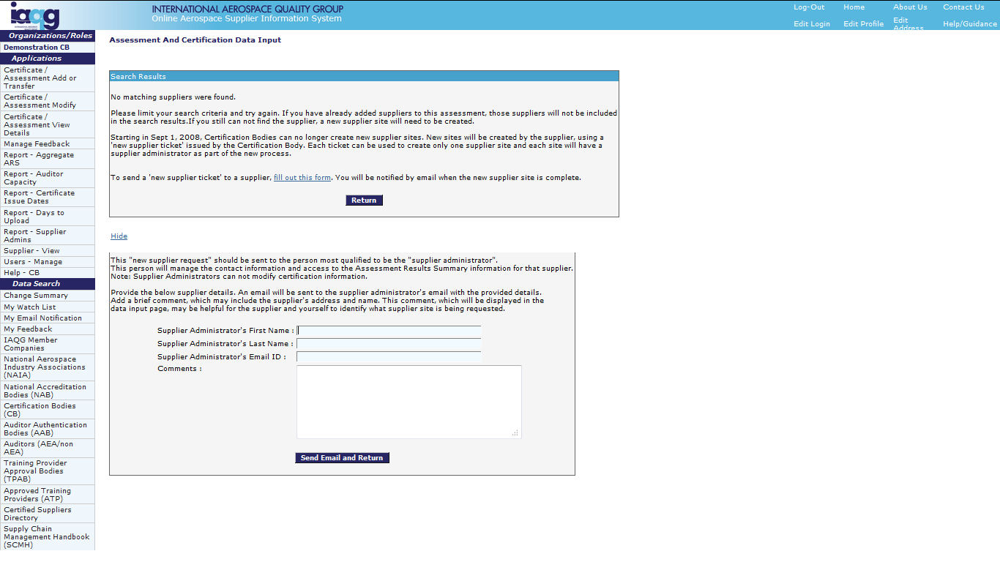 iaqg
INTERNATIONAL AEROSPACE QUALITY GROUP
Online Aerospace Supplier Information System
Log-Out
Home
About Us
Contact Us
Edit Login
Edit Profile
Edit
Address
Help/Guidance
Organizations/Roles
Demonstration CB
Applications
Certificate /
Assessment Add or
Transfer
Certificate /
Assessment Modify
Certificate /
Assessment View
Details
Manage Feedback
Report - Aggregate
ARS
Report - Auditor
Capacity
Report - Certificate
Issue Dates
Report - Days to
Upload
Report - Supplier
Admins
Supplier - View
Users - Manage
Help - CB
Data Search
Change Summary
My Watch List
My Email Notification
My Feedback
IAQG Member
Companies
National Aerospace
Industry Associations
(NAIA)
National Accreditation
Bodies (NAB)
Certification Bodies
(CB)
Auditor Authentication
Bodies (AAB)
Auditors (AEA/non
AEA)
Training Provider
Approval Bodies
(TPAB)
Approved Training
Providers (ATP)
Certified Suppliers
Directory
Supply Chain
Management Handbook
(SCMH)
Assessment And Certification Data Input
Search Results
No matching suppliers were found.
Please limit your search criteria and try again. If you have already added suppliers to this assessment, those suppliers will not be included
in the search results.If you still can not find the supplier, a new supplier site will need to be created.
Starting in Sept 1, 2008, Certification Bodies can no longer create new supplier sites. New sites will be created by the supplier, using a
'new supplier ticket' issued by the Certification Body. Each ticket can be used to create only one supplier site and each site will have a
supplier administrator as part of the new process.
To send a 'new supplier ticket' to a supplier, fill out this form. You will be notified by email when the new supplier site is complete.
Return
Hide
This "new supplier request" should be sent to the person most qualified to be the "supplier administrator".
This person will manage the contact information and access to the Assessment Results Summary information for that supplier.
Note: Supplier Administrators can not modify certification information.
Provide the below supplier details. An email will be sent to the supplier administrator's email with the provided details.
Add a brief comment, which may include the supplier's address and name. This comment, which will be displayed in the
data input page, may be helpful for the supplier and yourself to identify what supplier site is being requested.
Supplier Administrator's First Name :
Supplier Administrator's Last Name :
Supplier Administrator's Email ID :
Comments :
Send Email and Return